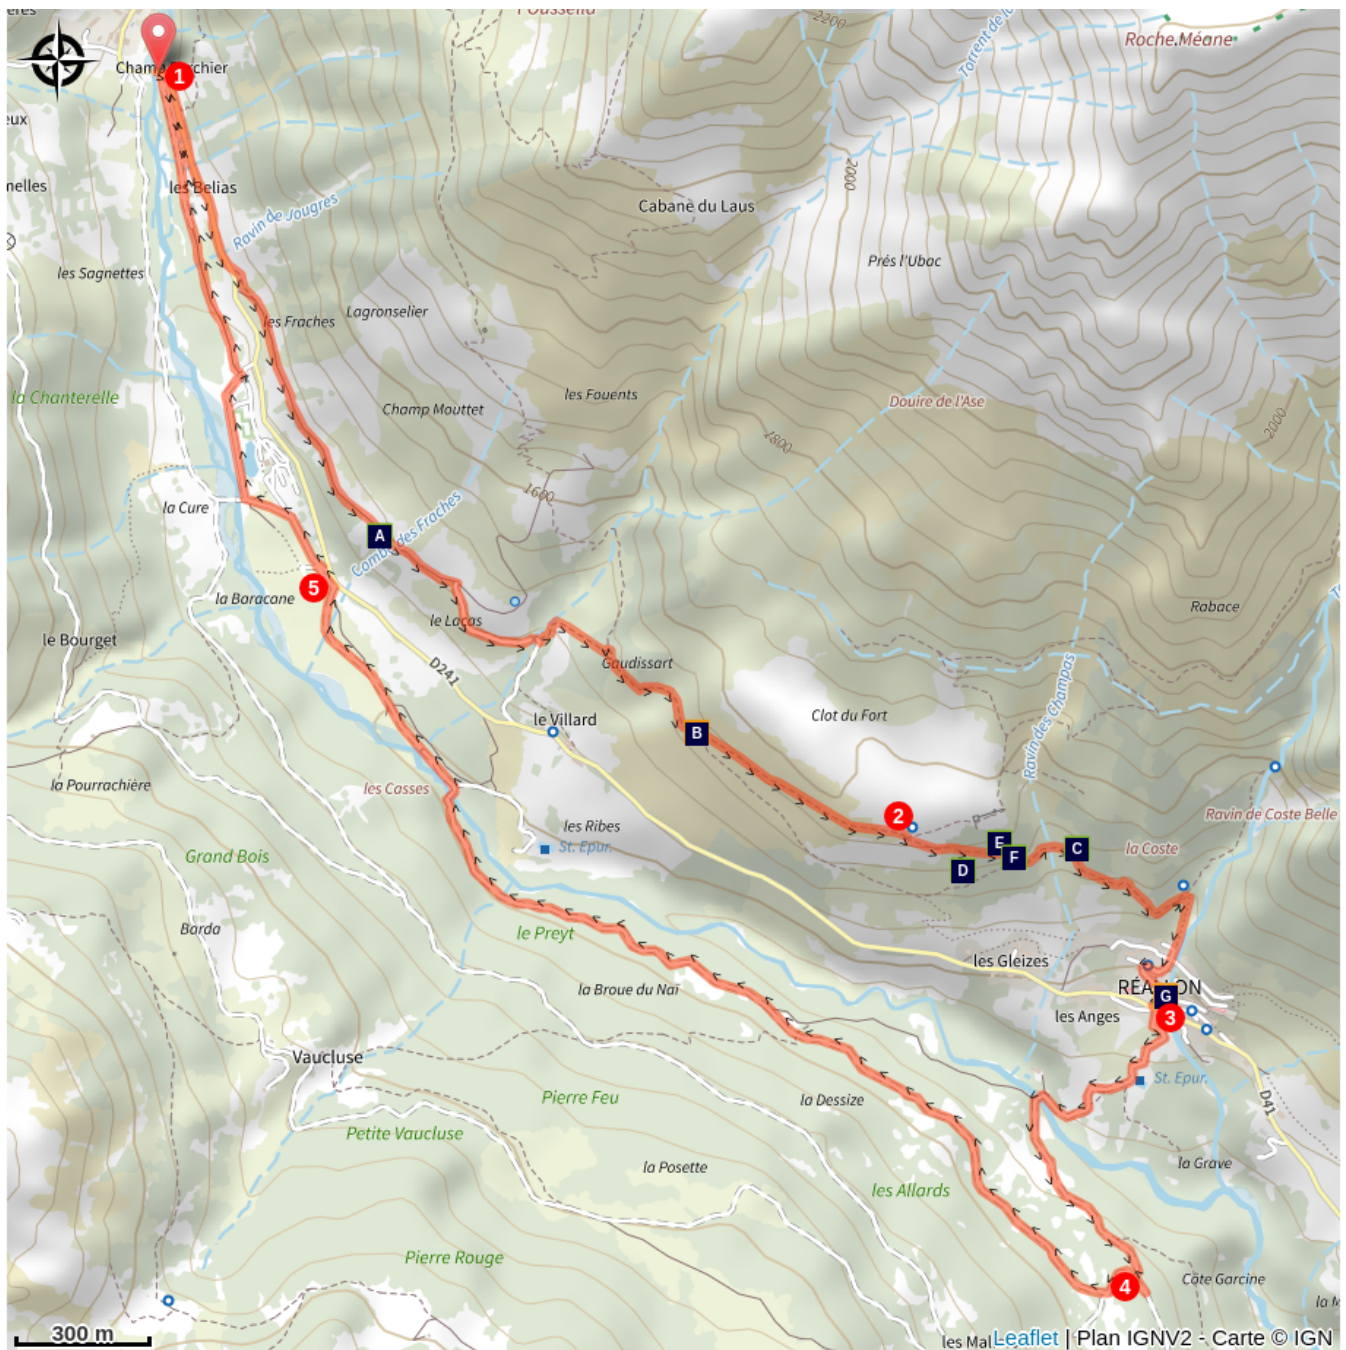 l'Oussella
2200
Torrent de
Roche Méane
1
les Belias
Ravin de Jougres
2000
Cabane du Laus
Prés l'Ubac
les Sagnettes
Lagronselier
les Fraches
la Chanterelle
les Fouents
Douire de l'Ase
Champ Mouttet
1800
2000
1600
la Cure
Combe des Fraches
A
5
la Baracane
Rabace
le Laças
le Bourget
Gaudissart
D241
Ravin des Champas
Clot du Fort
le Villard
B
la Pourrachière
les Casses
Ravin de Coste Belle
2
les Ribes
St. Epur.
E
F
C
D
la Coste
Grand Bois
Barda
le Preyt
les Gleizes
la Broue du Naï
G
3
les Anges
Vaucluse
St. Epur.
Pierre Feu
la Dessize
D41
Petite Vaucluse
la Posette
la Grave
les Allards
Pierre Rouge
4
Côte Garcine
300 m
Leaflet | Plan IGNV2 - Carte © IGN